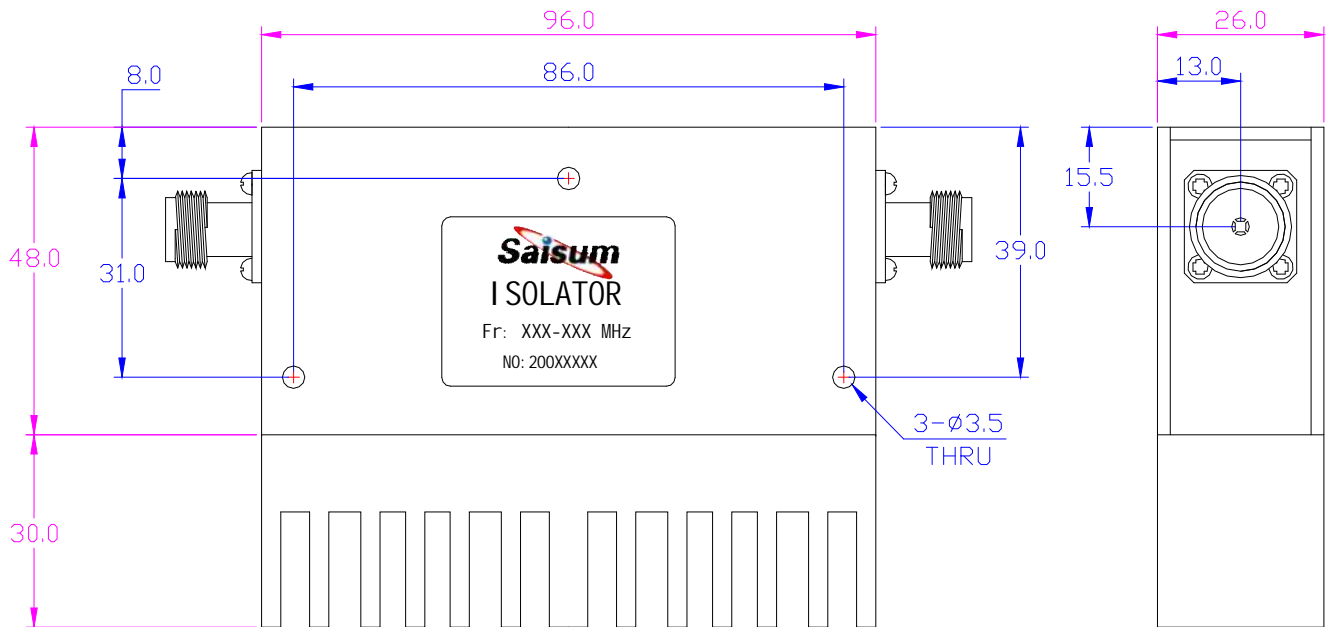 96.0
26.0
8.0
86.0
13.0
15.5
48.0
31.0
39.0
Saisum
ISOLATOR
Fr: XXX-XXX MHz
NO: 200XXXXX
3-ø3.5
THRU
30.0